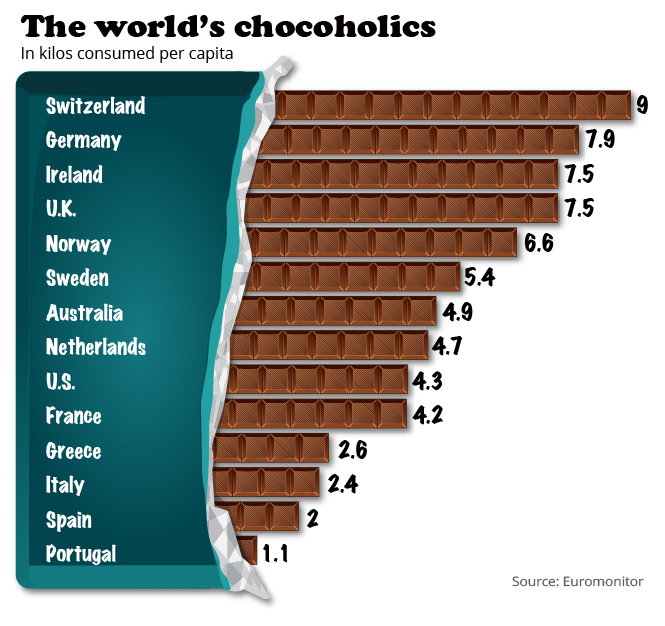 The world's chocoholics
In kilos consumed per capita
Switzerland 9
Germany 7.9
Ireland 7.5
U.K. 7.5
Norway 6.6
Sweden 5.4
Australia 4.9
Netherlands 4.7
U.S. 4.3
France 4.2
Greece 2.6
Italy 2.4
Spain 2
Portugal 1.1
Source: Euromonitor